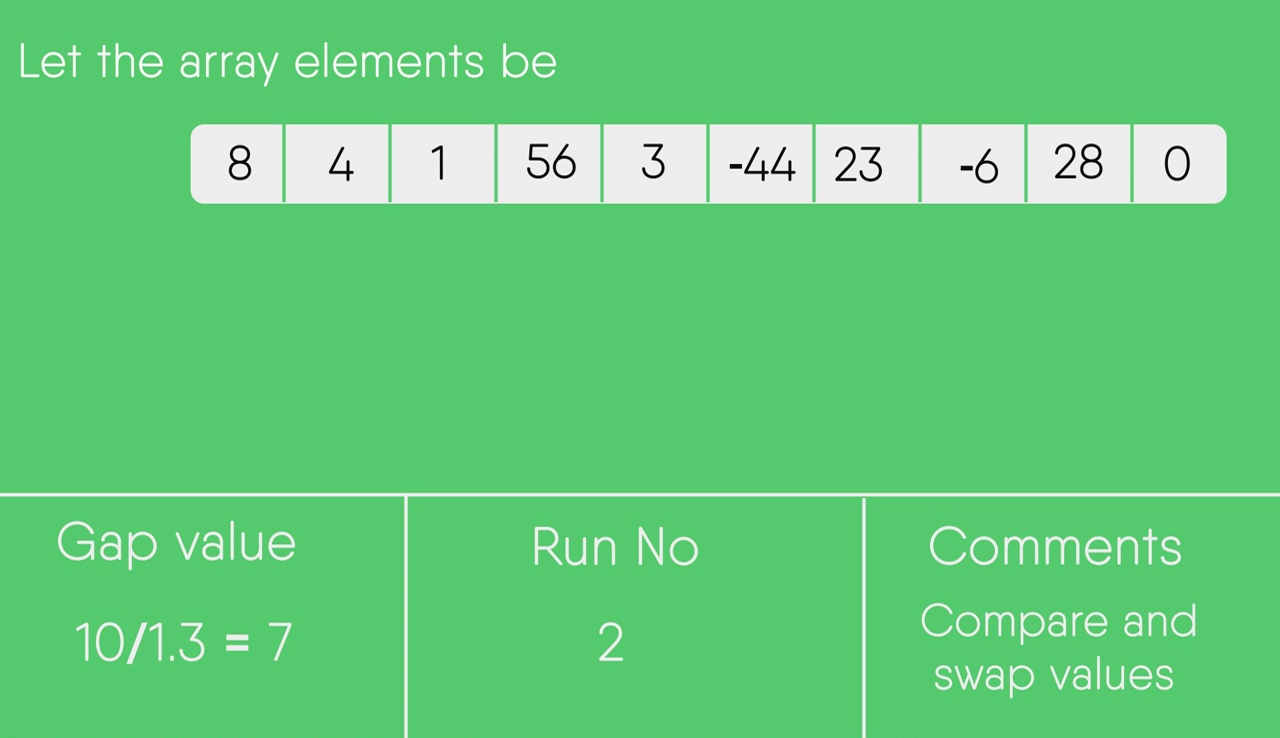 Let the array elements be
8 4 1 56 3 -44 23 -6 28 0
Gap value
Run No
Comments
10/1.3 = 7
2
Compare and
swap values